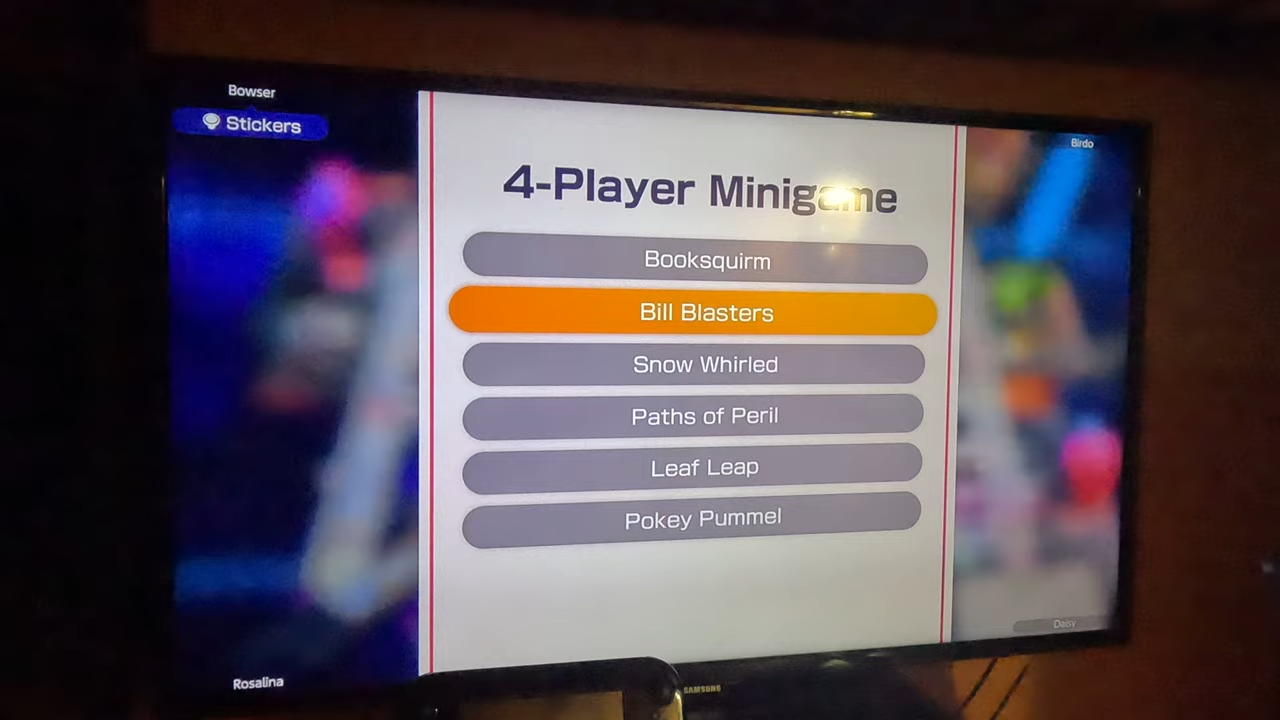 Bowser
Stickers
Birdo
4-Player Minigame
Booksquirm
Bill Blasters
Snow Whirled
Paths of Peril
Leaf Leap
Pokey Pummel
Daisy
Rosalina
SAMSUNG